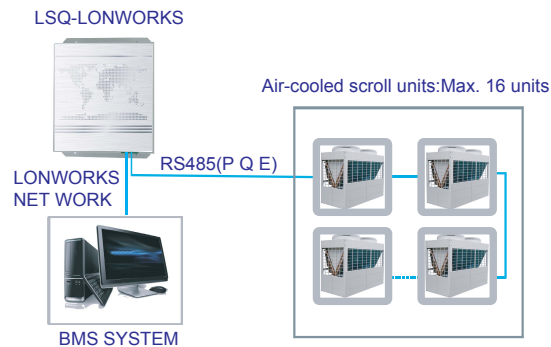 LSQ-LONWORKS
Air-cooled scroll units:Max. 16 units
RS485(P Q E)
LONWORKS
NET WORK
BMS SYSTEM